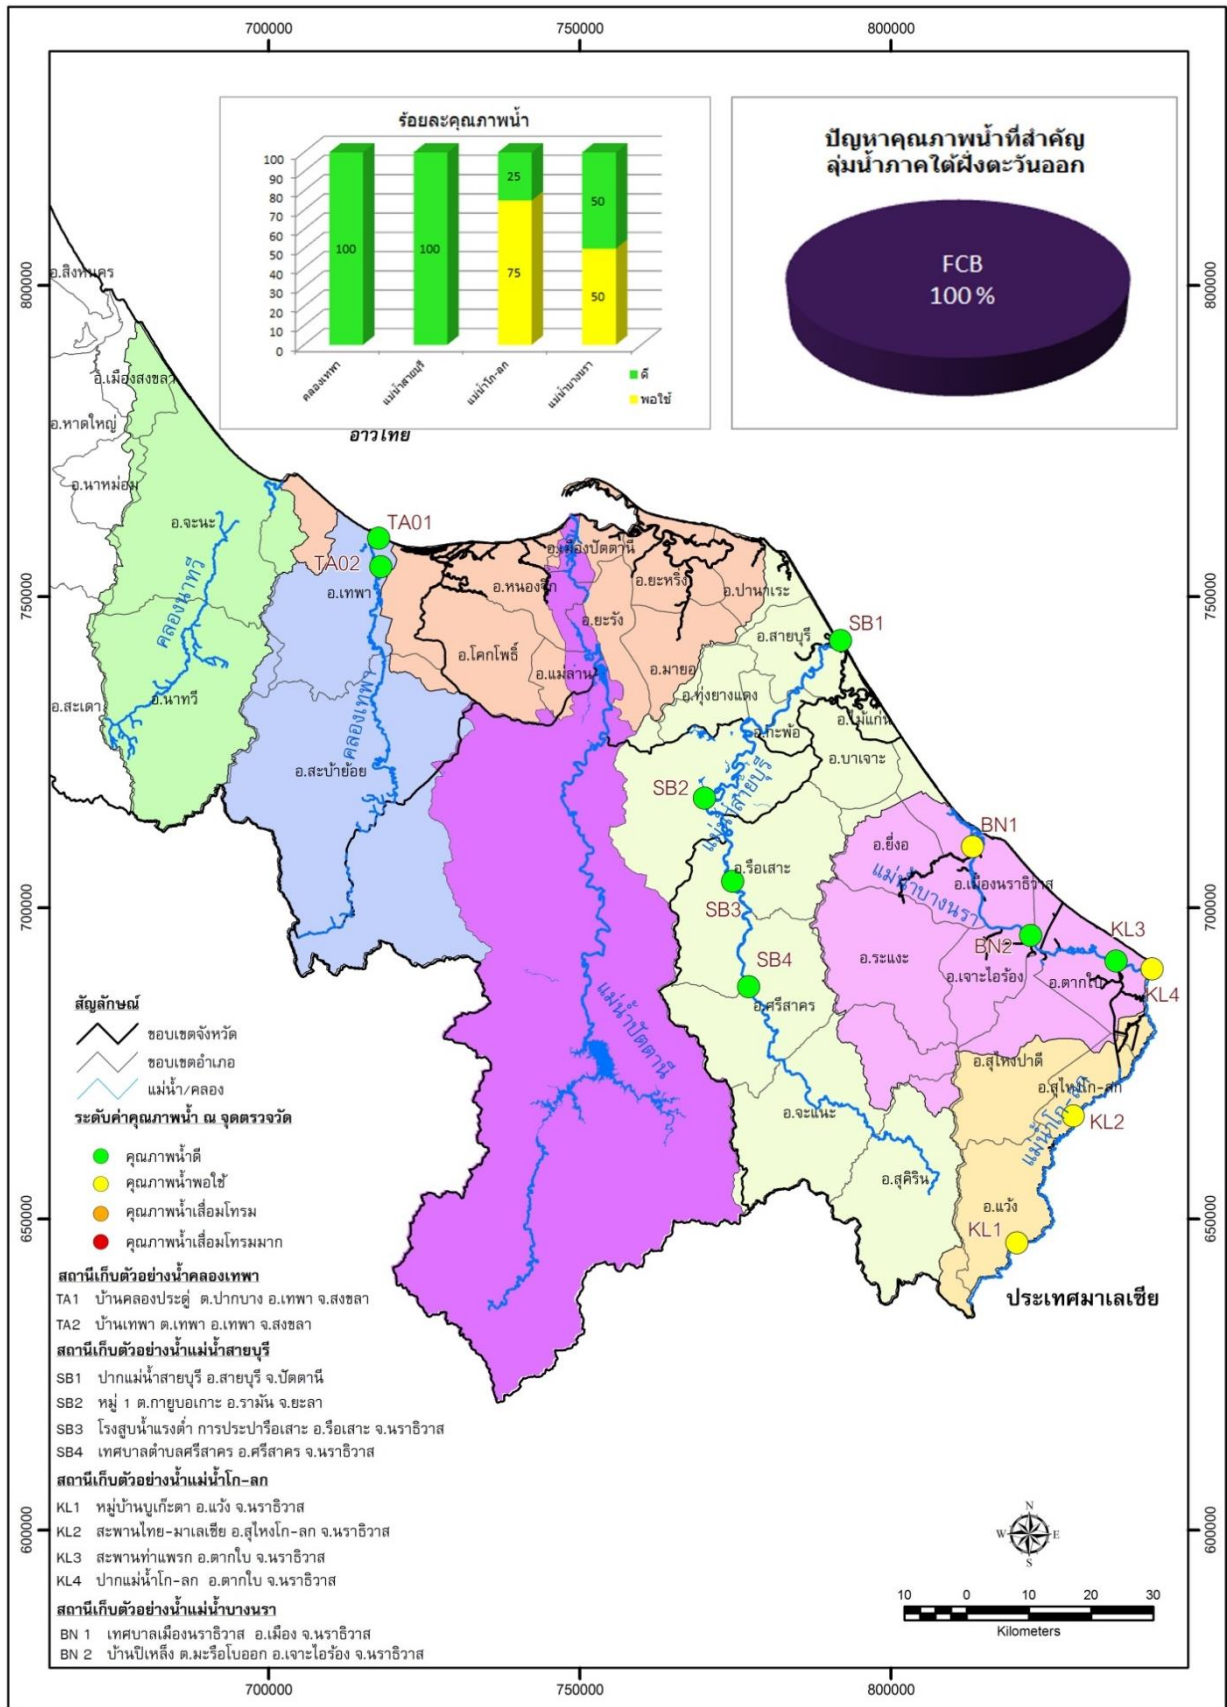 700000
750000
800000
ร้อยละคุณภาพน้ำ
100
90
80
70
60
50
40
30
20
10
0
100
100
25
75
50
50
คลองเทพา
แม่น้ำสายบุรี
แม่น้ำโก-ลก
แม่น้ำบางนรา
ดี
พอใช้
ปัญหาคุณภาพน้ำที่สำคัญ
ลุ่มน้ำภาคใต้ฝั่งตะวันออก
FCB
100 %
800000
800000
750000
750000
700000
700000
650000
650000
600000
600000
อ่าวไทย
อ.สิงหนคร
อ.เมืองสงขลา
อ.หาดใหญ่
อ.นาหม่อม
อ.จะนะ
คลองนาทวี
อ.นาทวี
อ.สะเดา
TA01
TA02
อ.เทพา
คลองเทพา
อ.สะบ้าย้อย
อ.เมืองปัตตานี
อ.หนองจิก
อ.ยะหริ่ง
อ.ปานาเระ
อ.ยะรัง
อ.โคกโพธิ์
อ.แม่ลาน
อ.มายอ
อ.สายบุรี
SB1
อ.ทุ่งยางแดง
อ.กะพ้อ
อ.ไม้แก่น
อ.บาเจาะ
SB2
แม่น้ำสายบุรี
อ.รือเสาะ
SB3
SB4
อ.ศรีสาคร
แม่น้ำปัตตานี
อ.จะแนะ
อ.สุคิริน
BN1
อ.ยี่งอ
แม่น้ำบางนรา
อ.เมืองนราธิวาส
BN2
อ.ระแงะ
อ.เจาะไอร้อง
KL3
อ.ตากใบ
KL4
อ.สุไหงปาดี
อ.สุไหงโก-ลก
แม่น้ำโก-ลก
KL2
อ.แว้ง
KL1
ประเทศมาเลเซีย
สัญลักษณ์
ขอบเขตจังหวัด
ขอบเขตอำเภอ
แม่น้ำ/คลอง
ระดับค่าคุณภาพน้ำ ณ จุดตรวจวัด
คุณภาพน้ำดี
คุณภาพน้ำพอใช้
คุณภาพน้ำเสื่อมโทรม
คุณภาพน้ำเสื่อมโทรมมาก
สถานีเก็บตัวอย่างน้ำคลองเทพา
TA1 บ้านคลองประดู่ ต.ปากบาง อ.เทพา จ.สงขลา
TA2 บ้านเทพา ต.เทพา อ.เทพา จ.สงขลา
สถานีเก็บตัวอย่างน้ำแม่น้ำสายบุรี
SB1 ปากแม่น้ำสายบุรี อ.สายบุรี จ.ปัตตานี
SB2 หมู่ 1 ต.กายูบอเกาะ อ.รามัน จ.ยะลา
SB3 โรงสูบน้ำแรงต่ำ การประปารือเสาะ อ.รือเสาะ จ.นราธิวาส
SB4 เทศบาลตำบลศรีสาคร อ.ศรีสาคร จ.นราธิวาส
สถานีเก็บตัวอย่างน้ำแม่น้ำโก-ลก
KL1 หมู่บ้านบูเก๊ะตา อ.แว้ง จ.นราธิวาส
KL2 สะพานไทย-มาเลเซีย อ.สุไหงโก-ลก จ.นราธิวาส
KL3 สะพานท่าแพรก อ.ตากใบ จ.นราธิวาส
KL4 ปากแม่น้ำโก-ลก อ.ตากใบ จ.นราธิวาส
สถานีเก็บตัวอย่างน้ำแม่น้ำบางนรา
BN 1 เทศบาลเมืองนราธิวาส อ.เมือง จ.นราธิวาส
BN 2 บ้านปิเหล็ง ต.มะรือโบออก อ.เจาะไอร้อง จ.นราธิวาส
N
W
E
S
10 0 10 20 30
Kilometers
700000
750000
800000